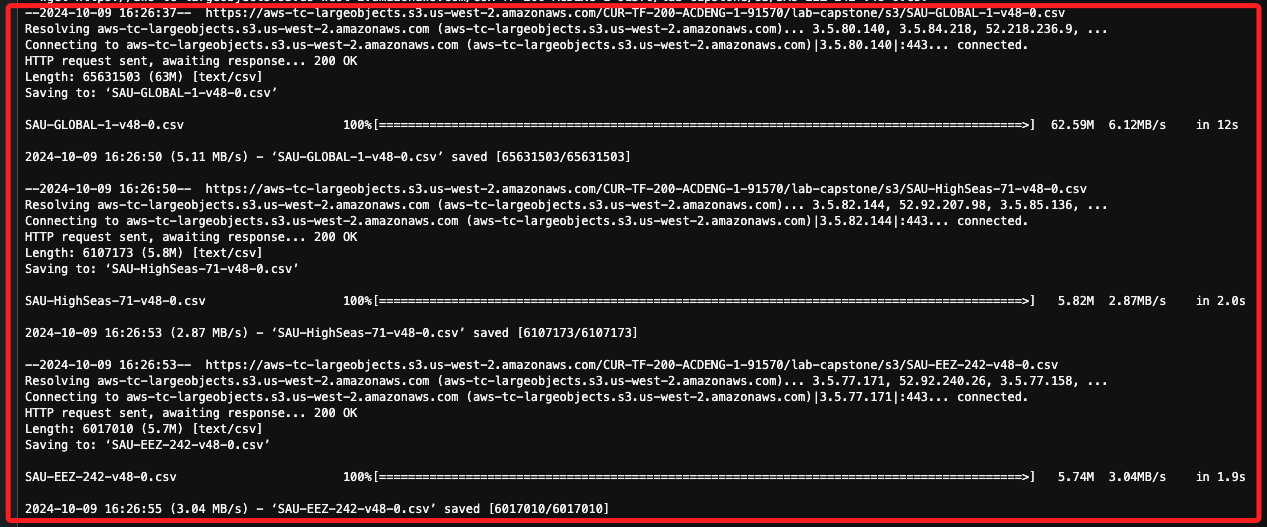 --2024-10-09 16:26:37--  https://aws-tc-largeobjects.s3.us-west-2.amazonaws.com/CUR-TF-200-ACDENG-1-91570/lab-capstone/s3/SAU-GLOBAL-1-v48-0.csv
Resolving aws-tc-largeobjects.s3.us-west-2.amazonaws.com (aws-tc-largeobjects.s3.us-west-2.amazonaws.com)... 3.5.80.140, 3.5.84.218, 52.218.236.9, ...
Connecting to aws-tc-largeobjects.s3.us-west-2.amazonaws.com (aws-tc-largeobjects.s3.us-west-2.amazonaws.com)|3.5.80.140|:443... connected.
HTTP request sent, awaiting response... 200 OK
Length: 65631503 (63M) [text/csv]
Saving to: ‘SAU-GLOBAL-1-v48-0.csv’
SAU-GLOBAL-1-v48-0.csv 100%[==========================================================================================>]  62.59M  6.12MB/s    in 12s
2024-10-09 16:26:50 (5.11 MB/s) - ‘SAU-GLOBAL-1-v48-0.csv’ saved [65631503/65631503]
--2024-10-09 16:26:50--  https://aws-tc-largeobjects.s3.us-west-2.amazonaws.com/CUR-TF-200-ACDENG-1-91570/lab-capstone/s3/SAU-HighSeas-71-v48-0.csv
Resolving aws-tc-largeobjects.s3.us-west-2.amazonaws.com (aws-tc-largeobjects.s3.us-west-2.amazonaws.com)... 3.5.82.144, 52.92.207.98, 3.5.85.136, ...
Connecting to aws-tc-largeobjects.s3.us-west-2.amazonaws.com (aws-tc-largeobjects.s3.us-west-2.amazonaws.com)|3.5.82.144|:443... connected.
HTTP request sent, awaiting response... 200 OK
Length: 6107173 (5.8M) [text/csv]
Saving to: ‘SAU-HighSeas-71-v48-0.csv’
SAU-HighSeas-71-v48-0.csv 100%[==========================================================================================>]   5.82M  2.87MB/s    in 2.0s
2024-10-09 16:26:53 (2.87 MB/s) - ‘SAU-HighSeas-71-v48-0.csv’ saved [6107173/6107173]
--2024-10-09 16:26:53--  https://aws-tc-largeobjects.s3.us-west-2.amazonaws.com/CUR-TF-200-ACDENG-1-91570/lab-capstone/s3/SAU-EEZ-242-v48-0.csv
Resolving aws-tc-largeobjects.s3.us-west-2.amazonaws.com (aws-tc-largeobjects.s3.us-west-2.amazonaws.com)... 3.5.77.171, 52.92.240.26, 3.5.77.158, ...
Connecting to aws-tc-largeobjects.s3.us-west-2.amazonaws.com (aws-tc-largeobjects.s3.us-west-2.amazonaws.com)|3.5.77.171|:443... connected.
HTTP request sent, awaiting response... 200 OK
Length: 6017010 (5.7M) [text/csv]
Saving to: ‘SAU-EEZ-242-v48-0.csv’
SAU-EEZ-242-v48-0.csv 100%[==========================================================================================>]   5.74M  3.04MB/s    in 1.9s
2024-10-09 16:26:55 (3.04 MB/s) - ‘SAU-EEZ-242-v48-0.csv’ saved [6017010/6017010]